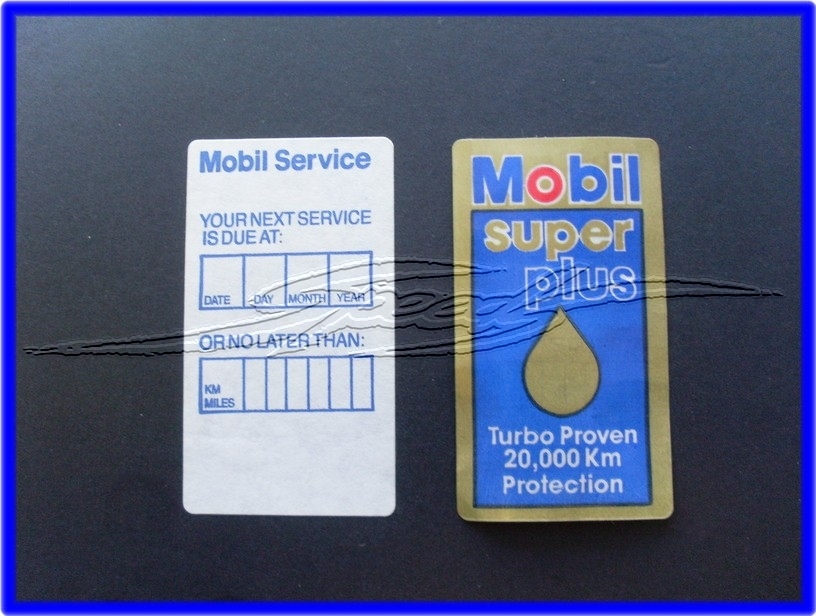 Mobil Service
YOUR NEXT SERVICE
IS DUE AT:
DATE DAY MONTH YEAR
OR NO LATER THAN:
KM
MILES
Mobil
super
plus
Turbo Proven
20,000 Km
Protection